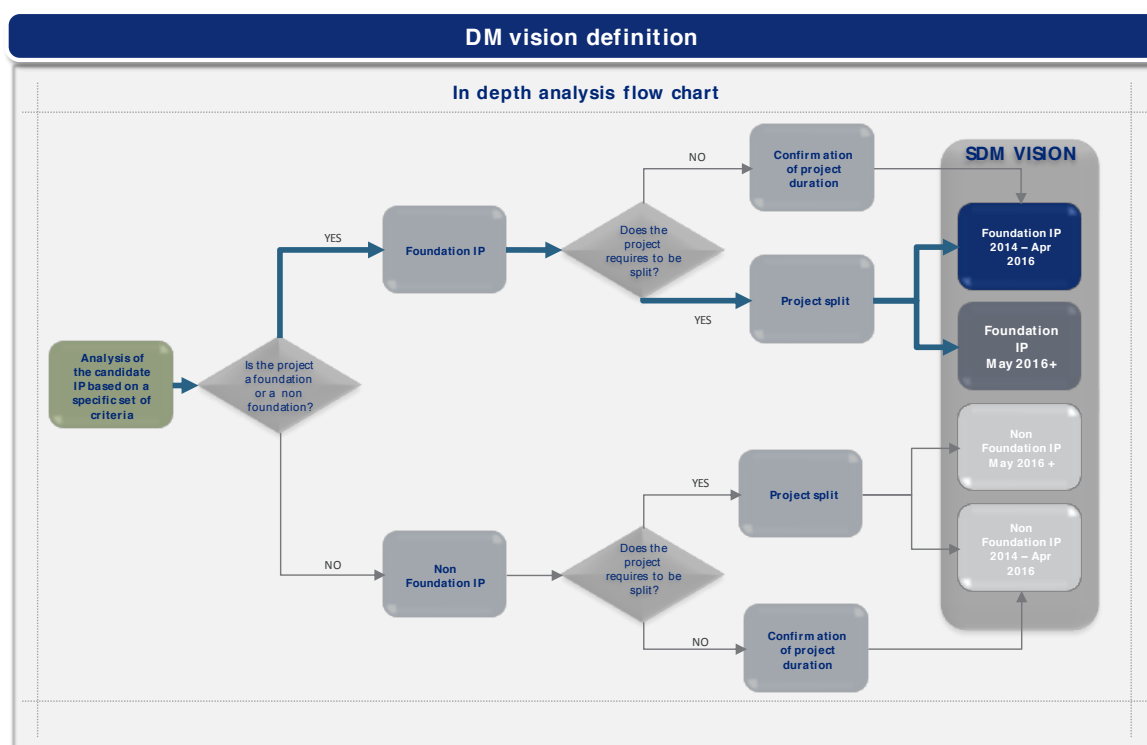 DM vision definition
In depth analysis flow chart
SDM VISION
NO
Confirmation
of project
duration
Foundation IP
2014 – Apr
2016
YES
Foundation IP
Does the
project
requires to be
split?
Project split
YES
Foundation
IP
May 2016+
Analysis of
the candidate
IP based on a
specific set of
criteria
Is the project
a foundation
or a non
foundation?
Non
Foundation IP
May 2016 +
YES
Project split
Non
Foundation IP
2014 – Apr
2016
NO
Non
Foundation IP
Does the
project
requires to be
split?
NO
Confirmation
of project
duration